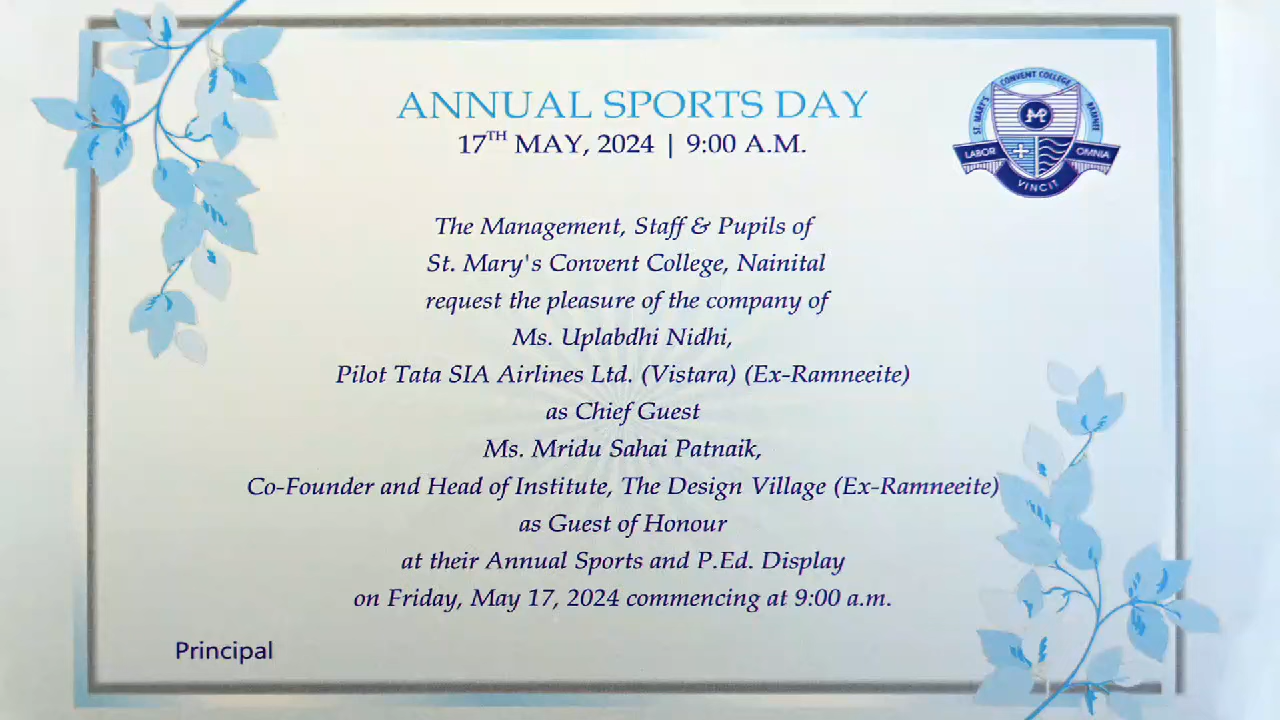 ANNUAL SPORTS DAY
17TH MAY, 2024 | 9:00 A.M.
ST. MARY'S CONVENT COLLEGE RAMNEE
LABOR OMNIA
VINCIT
The Management, Staff & Pupils of
St. Mary's Convent College, Nainital
request the pleasure of the company of
Ms. Uplabdhi Nidhi,
Pilot Tata SIA Airlines Ltd. (Vistara) (Ex-Ramneeite)
as Chief Guest
Ms. Mridu Sahai Patnaik,
Co-Founder and Head of Institute, The Design Village (Ex-Ramneeite)
as Guest of Honour
at their Annual Sports and P.Ed. Display
on Friday, May 17, 2024 commencing at 9:00 a.m.
Principal